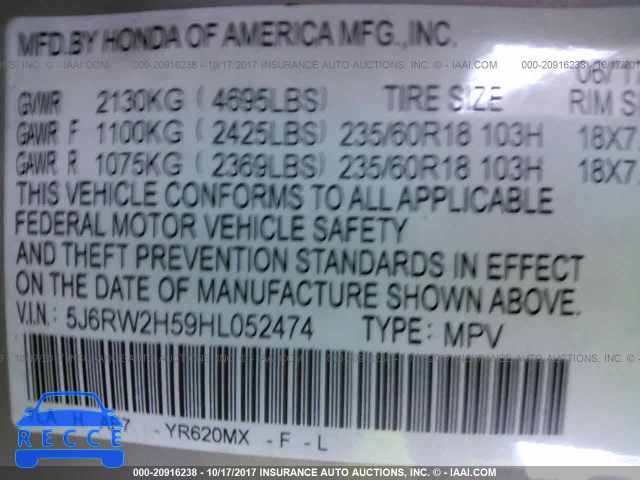 MFD.BY HONDA OF AMERICA MFG.,INC.
000-20916238 - 10/17/2017 INSURANCE AUTO AUCTIONS, INC. - © - IAAI.COM
06/1
GVWR 2130KG ( 4695LBS) TIRE SIZE RIM S
GAWR F 1100KG ( 2425LBS) 235/60R18 103H 18X7.
GAWR R 1075KG ( 2369LBS) 235/60R18 103H 18X7.
THIS VEHICLE CONFORMS TO ALL APPLICABLE
FEDERAL MOTOR VEHICLE SAFETY
AND THEFT PREVENTION STANDARDS IN EFFECT
ON THE DATE OF MANUFACTURE SHOWN ABOVE.
V.I.N.: 5J6RW2H59HL052474 TYPE: MPV
YR620MX - F - L
RECCE
000-20916238 - 10/17/2017 INSURANCE AUTO AUCTIONS, INC. - © - IAAI.COM